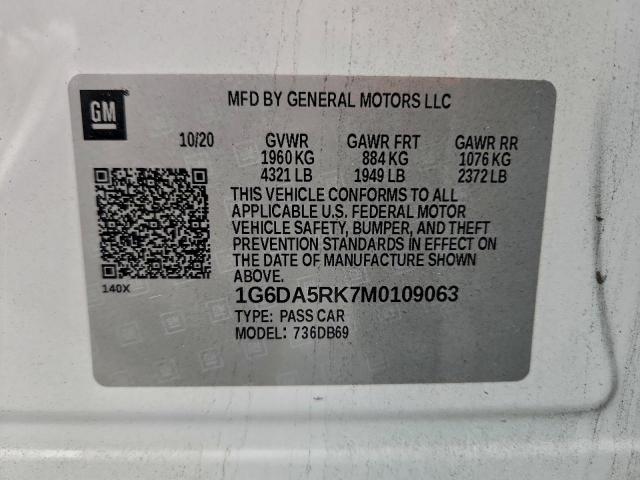 GM
MFD BY GENERAL MOTORS LLC
10/20 GVWR GAWR FRT GAWR RR
1960 KG 884 KG 1076 KG
4321 LB 1949 LB 2372 LB
THIS VEHICLE CONFORMS TO ALL
APPLICABLE U.S. FEDERAL MOTOR
VEHICLE SAFETY, BUMPER, AND THEFT
PREVENTION STANDARDS IN EFFECT ON
THE DATE OF MANUFACTURE SHOWN
ABOVE.
140X
1G6DA5RK7M0109063
TYPE: PASS CAR
MODEL: 736DB69